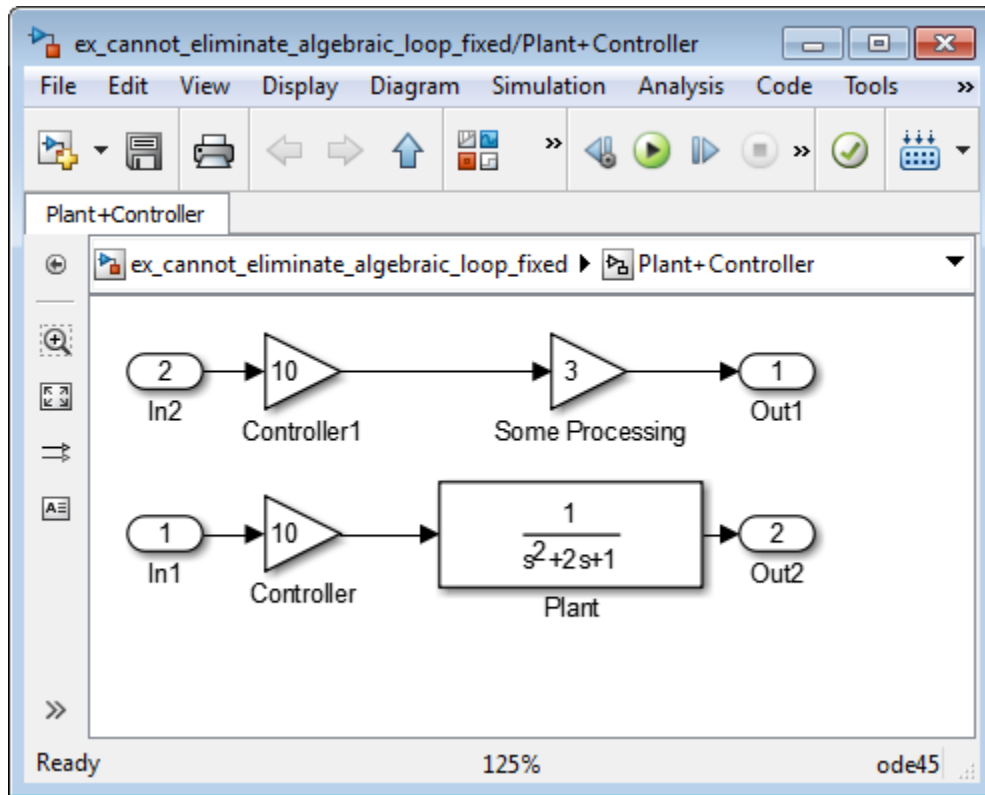 ex_cannot_eliminate_algebraic_loop_fixed/Plant+Controller
File Edit View Display Diagram Simulation Analysis Code Tools »
»
»
Plant+Controller
ex_cannot_eliminate_algebraic_loop_fixed Plant+Controller
2 10 3 1
In2 Controller1 Some Processing Out1
A
1 10 1 2
s²+2s+1
In1 Controller Plant Out2
»
Ready 125% ode45